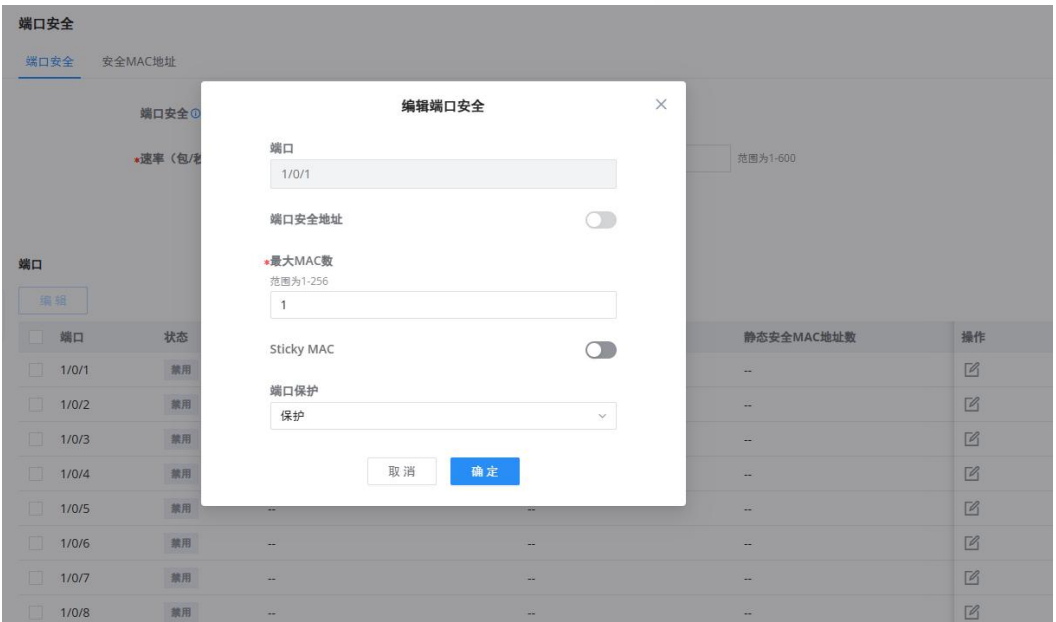 端口安全
端口安全 安全MAC地址
端口安全
*速率（包/秒 范围为1-600
编辑端口安全
端口
1/0/1
端口安全地址
*最大MAC数
范围为1-256
1
Sticky MAC
端口保护
保护
取消 确定
端口
编辑
端口 状态 静态安全MAC地址数 操作
1/0/1 禁用 --
1/0/2 禁用 --
1/0/3 禁用 --
1/0/4 禁用 --
1/0/5 禁用 -- -- --
1/0/6 禁用 -- -- --
1/0/7 禁用 -- -- --
1/0/8 禁用 -- -- --